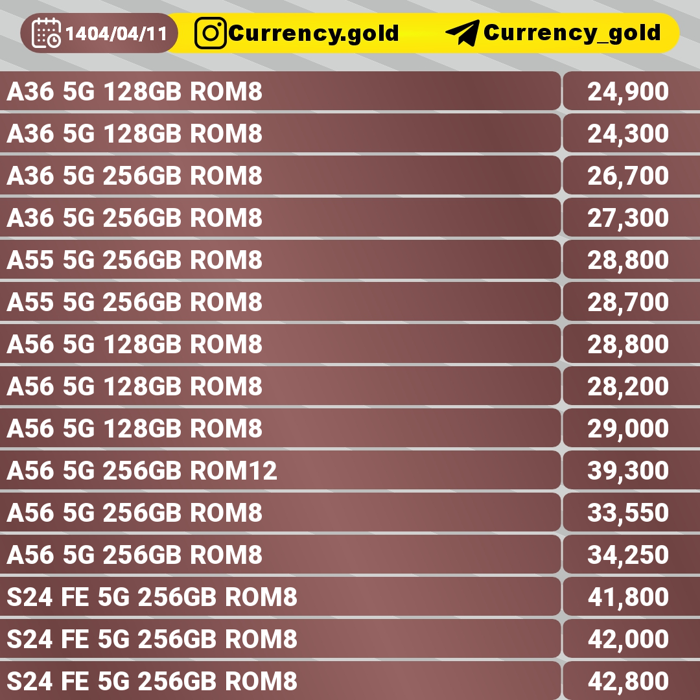 1404/04/11 Currency.gold Currency_gold
A36 5G 128GB ROM8 24,900
A36 5G 128GB ROM8 24,300
A36 5G 256GB ROM8 26,700
A36 5G 256GB ROM8 27,300
A55 5G 256GB ROM8 28,800
A55 5G 256GB ROM8 28,700
A56 5G 128GB ROM8 28,800
A56 5G 128GB ROM8 28,200
A56 5G 128GB ROM8 29,000
A56 5G 256GB ROM12 39,300
A56 5G 256GB ROM8 33,550
A56 5G 256GB ROM8 34,250
S24 FE 5G 256GB ROM8 41,800
S24 FE 5G 256GB ROM8 42,000
S24 FE 5G 256GB ROM8 42,800